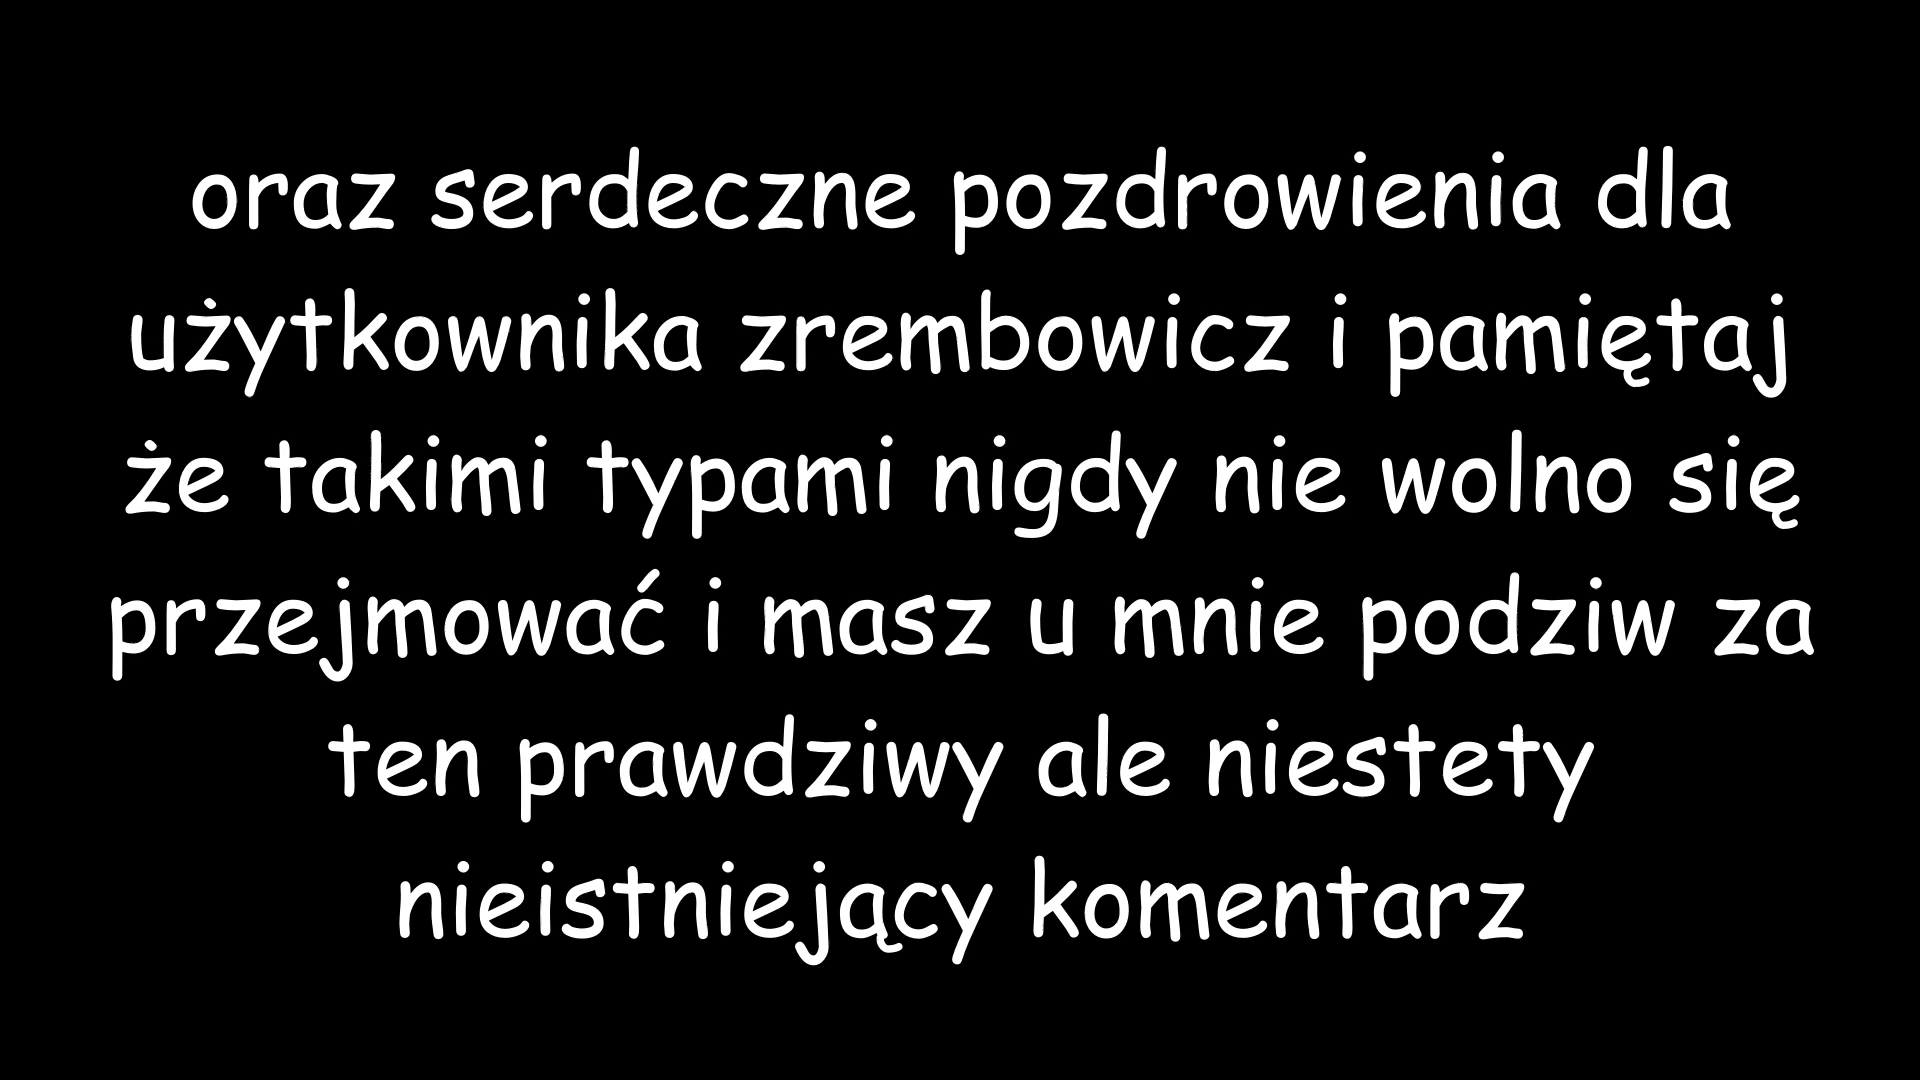 oraz serdeczne pozdrowienia dla
użytkownika zrembowicz i pamiętaj
że takimi typami nigdy nie wolno się
przejmować i masz u mnie podziw za
ten prawdziwy ale niestety
nieistniejący komentarz